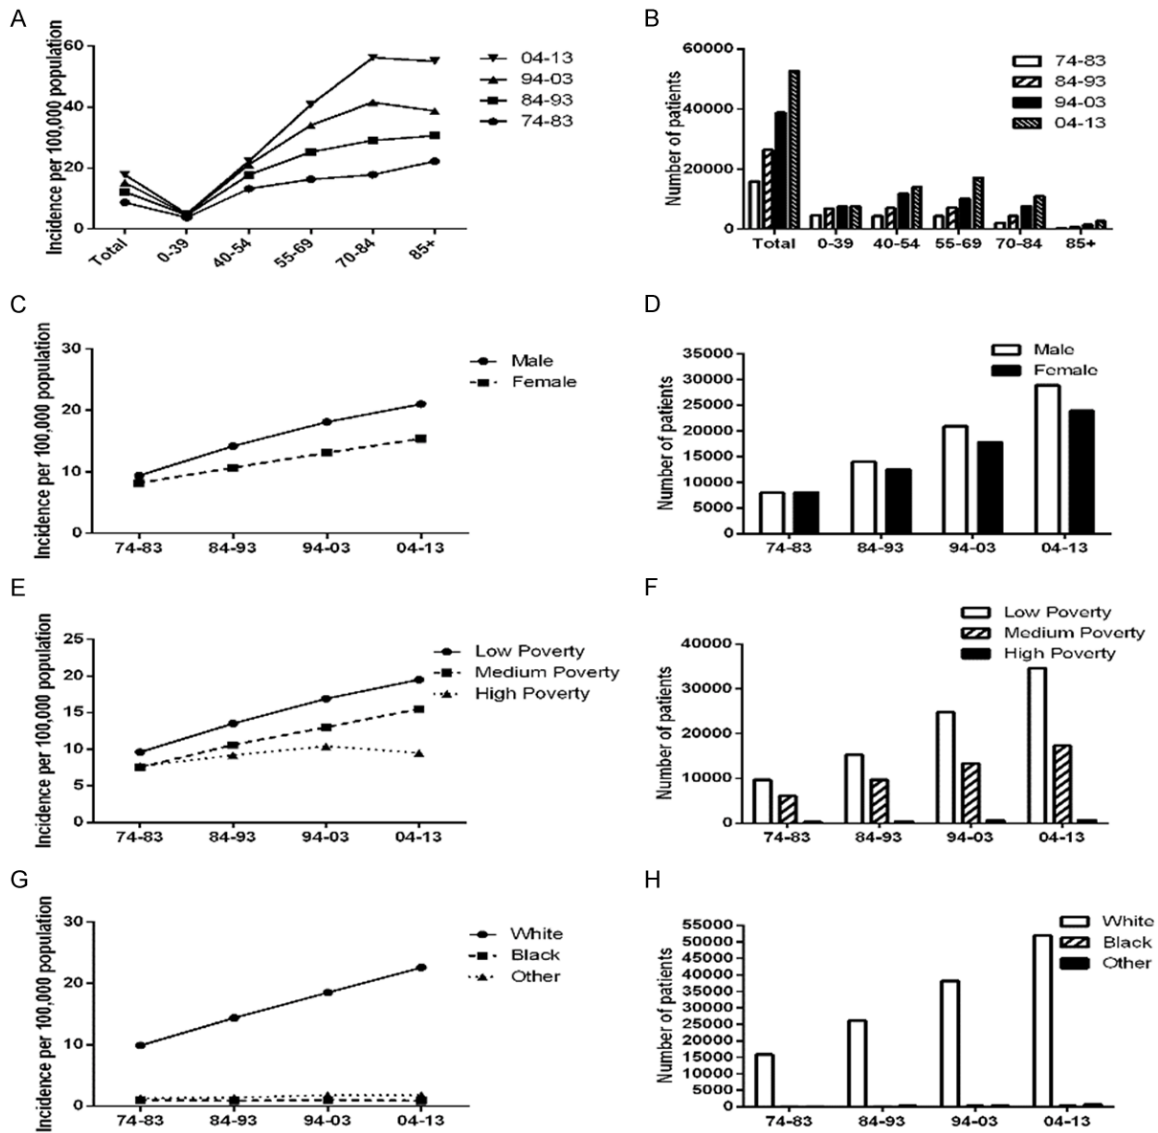 A
Incidence per 100,000 population
60
40
20
0
Total
0-39
40-54
55-69
70-84
85+
04-13
94-03
84-93
74-83
B
Number of patients
60000
40000
20000
0
Total
0-39
40-54
55-69
70-84
85+
74-83
84-93
94-03
04-13
C
Incidence per 100,000 population
30
20
10
0
74-83
84-93
94-03
04-13
Male
Female
D
Number of patients
35000
30000
25000
20000
15000
10000
5000
0
74-83
84-93
94-03
04-13
Male
Female
E
Incidence per 100,000 population
25
20
15
10
5
0
74-83
84-93
94-03
04-13
Low Poverty
Medium Poverty
High Poverty
F
Number of patients
40000
30000
20000
10000
0
74-83
84-93
94-03
04-13
Low Poverty
Medium Poverty
High Poverty
G
Incidence per 100,000 population
30
20
10
0
74-83
84-93
94-03
04-13
White
Black
Other
H
Number of patients
55000
50000
45000
40000
35000
30000
25000
20000
15000
10000
5000
0
74-83
84-93
94-03
04-13
White
Black
Other